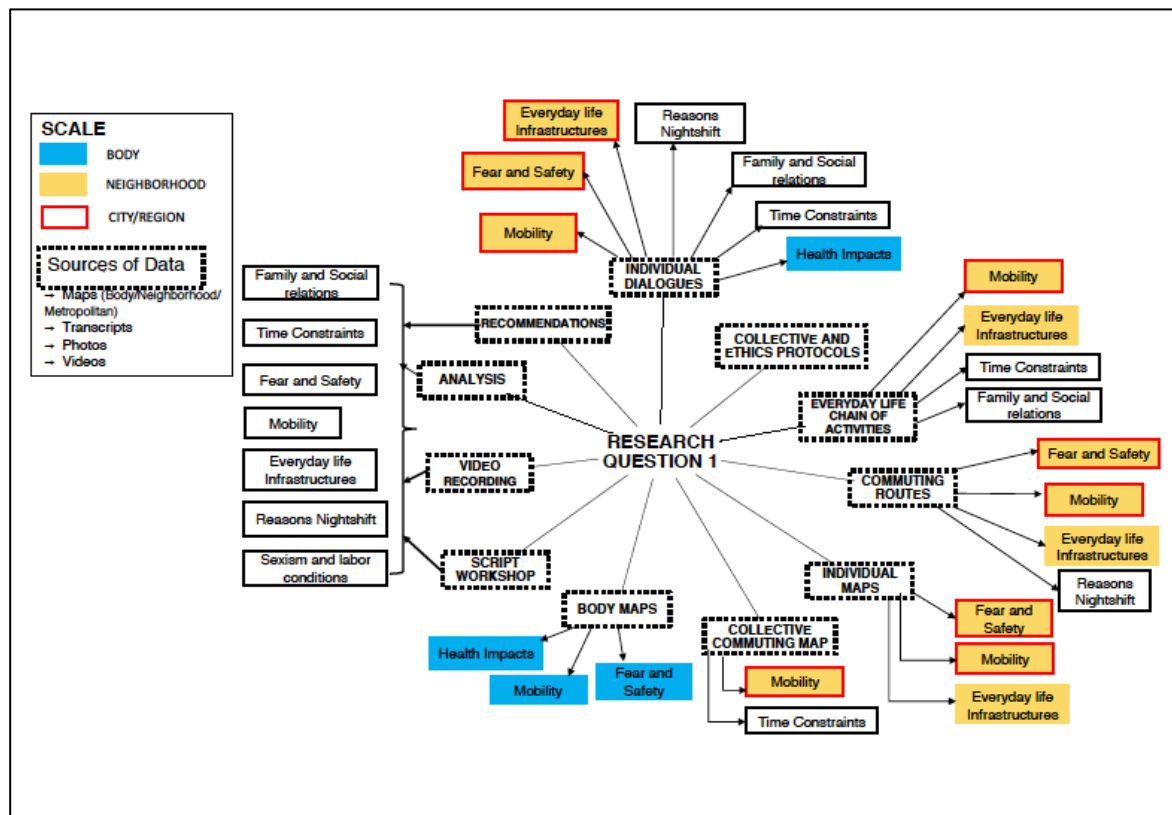 SCALE
BODY
NEIGHBORHOOD
CITY/REGION
Sources of Data
→ Maps (Body/Neighborhood/
Metropolitan)
→ Transcripts
→ Photos
→ Videos
Everyday life
Infrastructures
Reasons
Nightshift
Fear and Safety
Family and Social
relations
Mobility
Time Constraints
Health Impacts
INDIVIDUAL
DIALOGUES
Family and Social
relations
Time Constraints
Fear and Safety
Mobility
Everyday life
Infrastructures
Reasons Nightshift
Sexism and labor
conditions
RECOMMENDATIONS
ANALYSIS
VIDEO
RECORDING
SCRIPT
WORKSHOP
RESEARCH
QUESTION 1
COLLECTIVE AND
ETHICS PROTOCOLS
EVERYDAY LIFE
CHAIN OF
ACTIVITIES
Mobility
Everyday life
Infrastructures
Time Constraints
Family and Social
relations
COMMUTING
ROUTES
Fear and Safety
Mobility
Everyday life
Infrastructures
Reasons
Nightshift
INDIVIDUAL
MAPS
Fear and
Safety
Mobility
Everyday life
Infrastructures
COLLECTIVE
COMMUTING MAP
Mobility
Time Constraints
BODY MAPS
Health Impacts
Mobility
Fear and
Safety